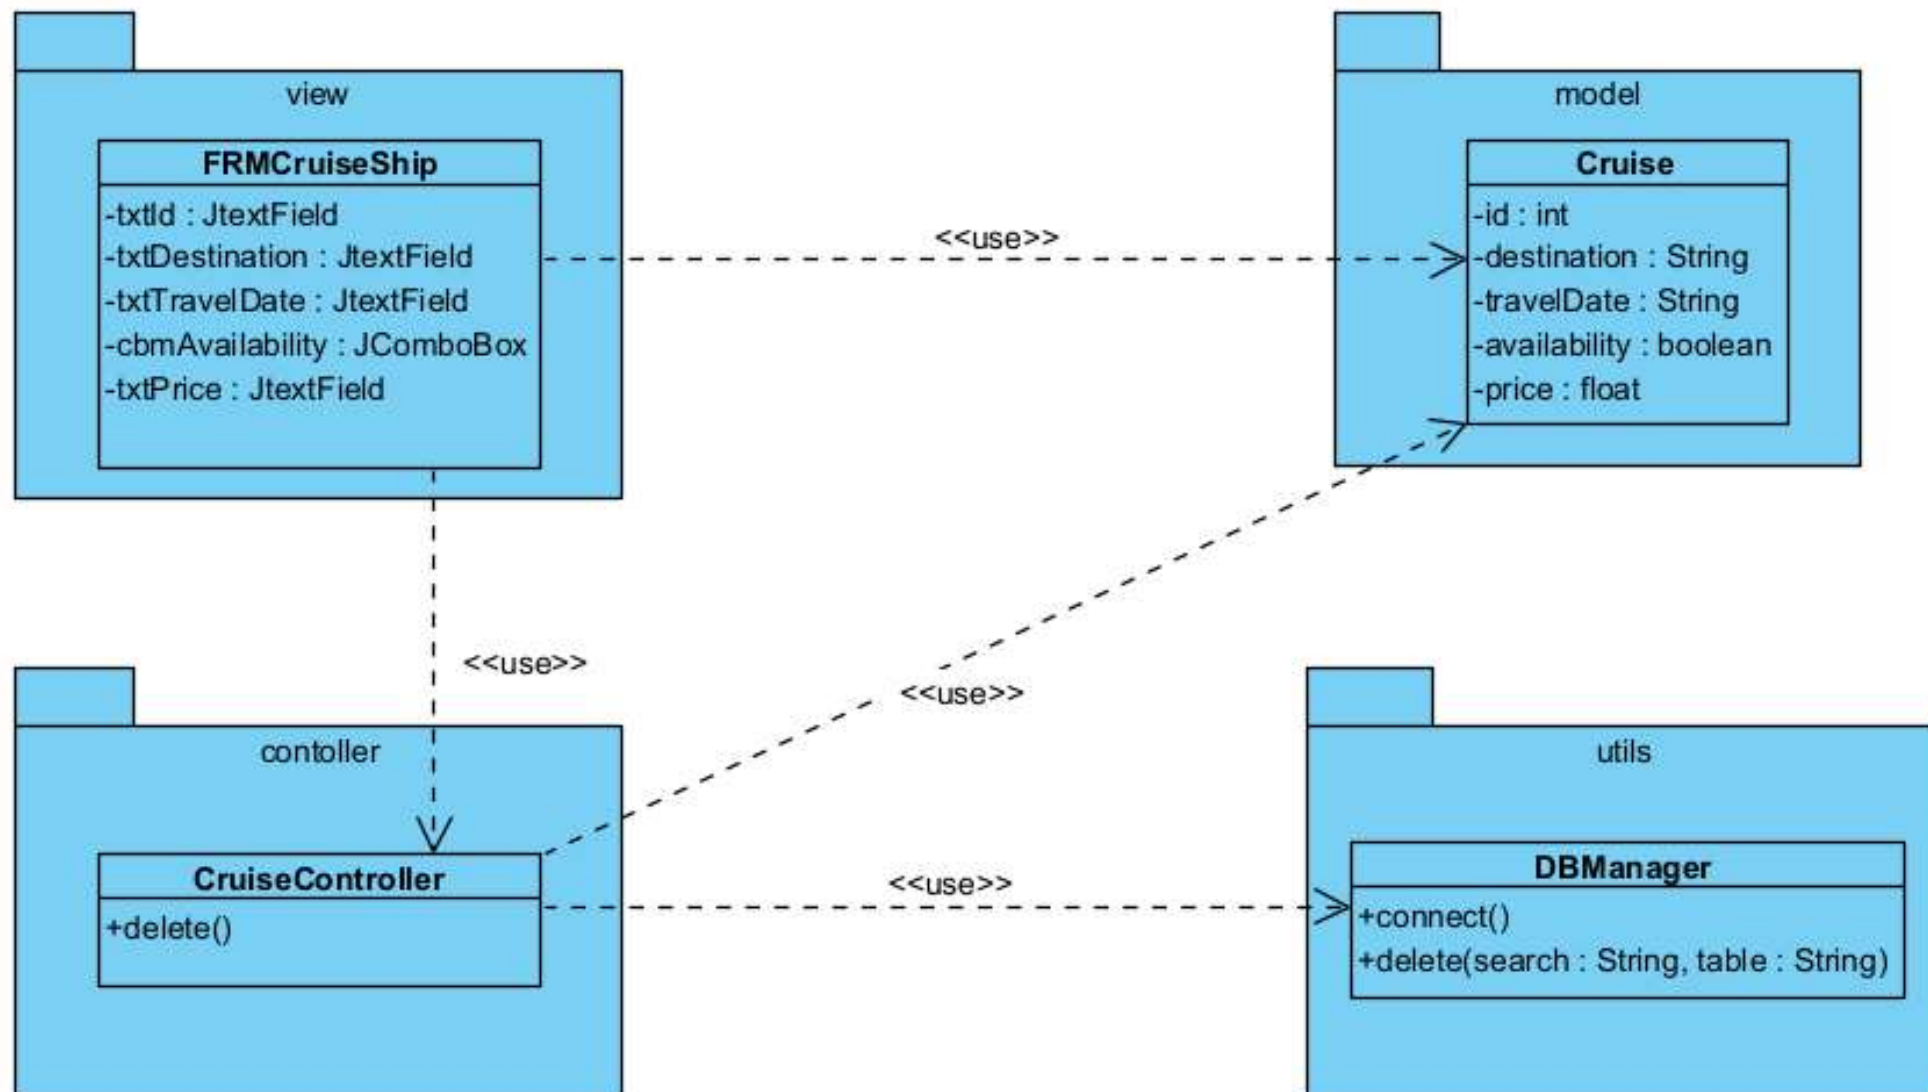 view
FRMCruiseShip
-txtId : JtextField
-txtDestination : JtextField
-txtTravelDate : JtextField
-cbmAvailability : JComboBox
-txtPrice : JtextField
<<use>>
model
Cruise
-id : int
-destination : String
-travelDate : String
-availability : boolean
-price : float
<<use>>
<<use>>
contoller
CruiseController
+delete()
<<use>>
utils
DBManager
+connect()
+delete(search : String, table : String)